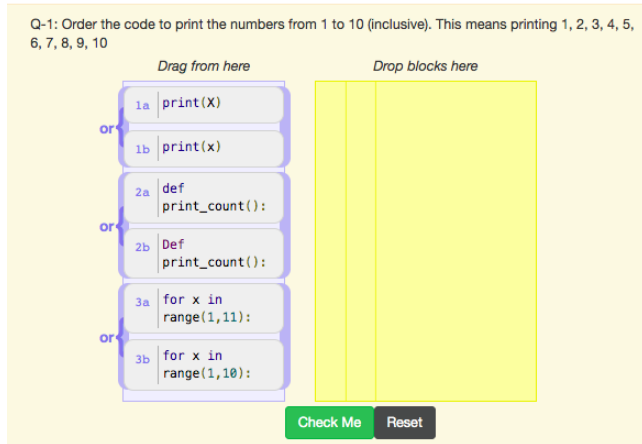 Q-1: Order the code to print the numbers from 1 to 10 (inclusive). This means printing 1, 2, 3, 4, 5,
6, 7, 8, 9, 10
Drag from here
Drop blocks here
or{
1a print(X)
1b print(x)
or{
2a def
print_count():
2b Def
print_count():
or{
3a for x in
range(1,11):
3b for x in
range(1,10):
Check Me
Reset